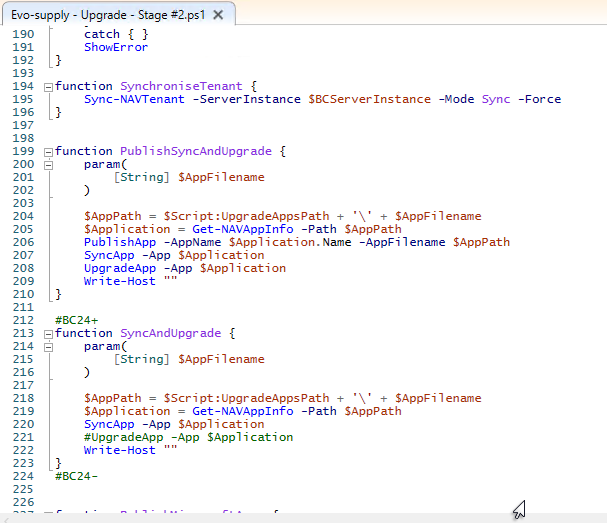 Evo-supply - Upgrade - Stage #2.ps1 X
190 catch { }
191 ShowError
192 }
193
194 function SynchroniseTenant {
195 Sync-NAVTenant -ServerInstance $BCServerInstance -Mode Sync -Force
196 }
197
198
199 function PublishSyncAndUpgrade {
200 param(
201 [String] $AppFilename
202 )
203
204 $AppPath = $Script:UpgradeAppsPath + '\' + $AppFilename
205 $Application = Get-NAVAppInfo -Path $AppPath
206 PublishApp -AppName $Application.Name -AppFilename $AppPath
207 SyncApp -App $Application
208 UpgradeApp -App $Application
209 Write-Host ""
210 }
211
212 #BC24+
213 function SyncAndUpgrade {
214 param(
215 [String] $AppFilename
216 )
217
218 $AppPath = $Script:UpgradeAppsPath + '\' + $AppFilename
219 $Application = Get-NAVAppInfo -Path $AppPath
220 SyncApp -App $Application
221 #UpgradeApp -App $Application
222 Write-Host ""
223 }
224 #BC24-
225
226